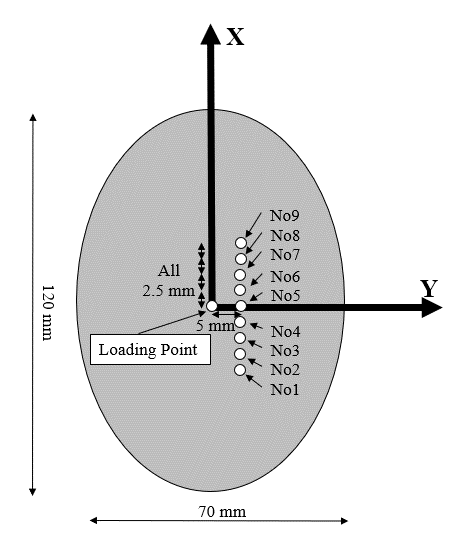 X
No9
No8
No7
No6
No5
All
2.5 mm
Y
5 mm
Loading Point
No4
No3
No2
No1
120 mm
70 mm